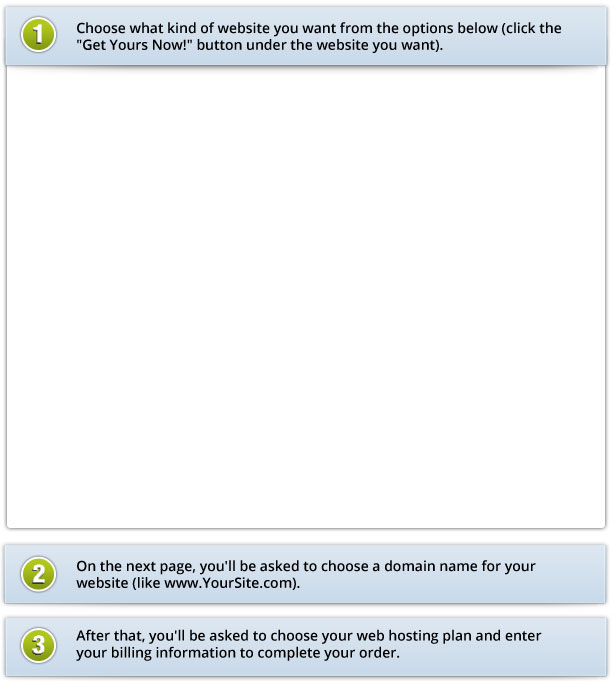 1
Choose what kind of website you want from the options below (click the
"Get Yours Now!" button under the website you want).
2
On the next page, you'll be asked to choose a domain name for your
website (like www.YourSite.com).
3
After that, you'll be asked to choose your web hosting plan and enter
your billing information to complete your order.